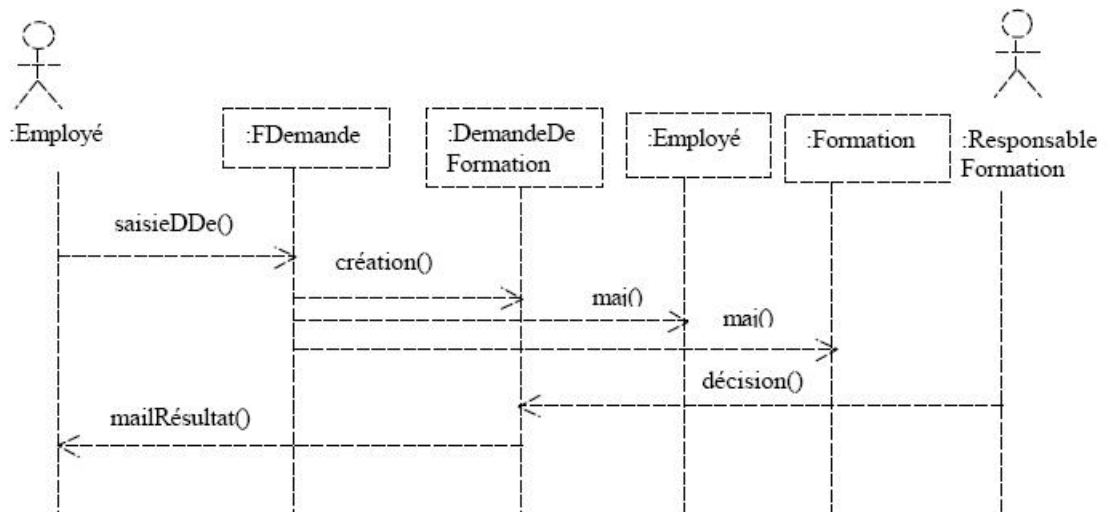 :Employé
:FDemande
:DemandeDe
Formation
:Employé
:Formation
:Responsable
Formation
saisieDDe()
création()
maj()
maj()
décision()
mailRésultat()